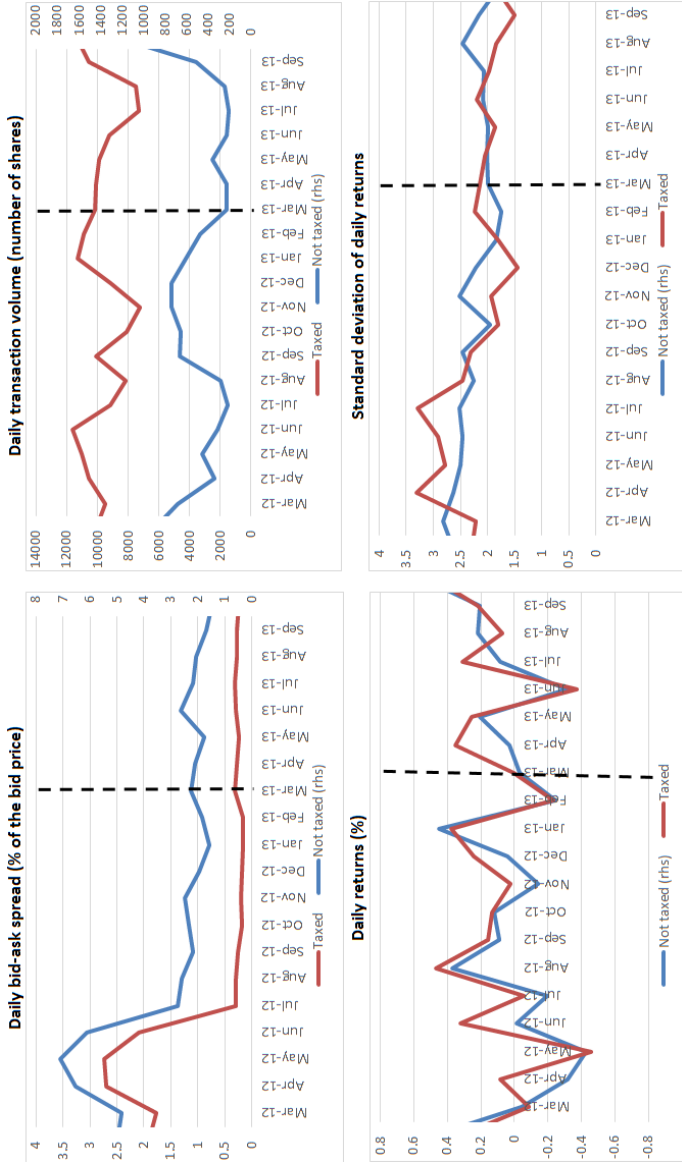 Daily bid-ask spread (% of the bid price)
4
3.5
3
2.5
2
1.5
1
0.5
0
8
7
6
5
4
3
2
1
0
Mar-12
Apr-12
May-12
Jun-12
Jul-12
Aug-12
Sep-12
Oct-12
Nov-12
Dec-12
Jan-13
Feb-13
Mar-13
Apr-13
May-13
Jun-13
Jul-13
Aug-13
Sep-13
Taxed
Not taxed (rhs)
Daily transaction volume (number of shares)
14000
12000
10000
8000
6000
4000
2000
0
2000
1800
1600
1400
1200
1000
800
600
400
200
0
Mar-12
Apr-12
May-12
Jun-12
Jul-12
Aug-12
Sep-12
Oct-12
Nov-12
Dec-12
Jan-13
Feb-13
Mar-13
Apr-13
May-13
Jun-13
Jul-13
Aug-13
Sep-13
Taxed
Not taxed (rhs)
Daily returns (%)
0.8
0.6
0.4
0.2
0
-0.2
-0.4
-0.6
-0.8
Mar-12
Apr-12
May-12
Jun-12
Jul-12
Aug-12
Sep-12
Oct-12
Nov-12
Dec-12
Jan-13
Feb-13
Mar-13
Apr-13
May-13
Jun-13
Jul-13
Aug-13
Sep-13
Not taxed (rhs)
Taxed
Standard deviation of daily returns
4
3.5
3
2.5
2
1.5
1
0.5
0
Mar-12
Apr-12
May-12
Jun-12
Jul-12
Aug-12
Sep-12
Oct-12
Nov-12
Dec-12
Jan-13
Feb-13
Mar-13
Apr-13
May-13
Jun-13
Jul-13
Aug-13
Sep-13
Not taxed (rhs)
Taxed